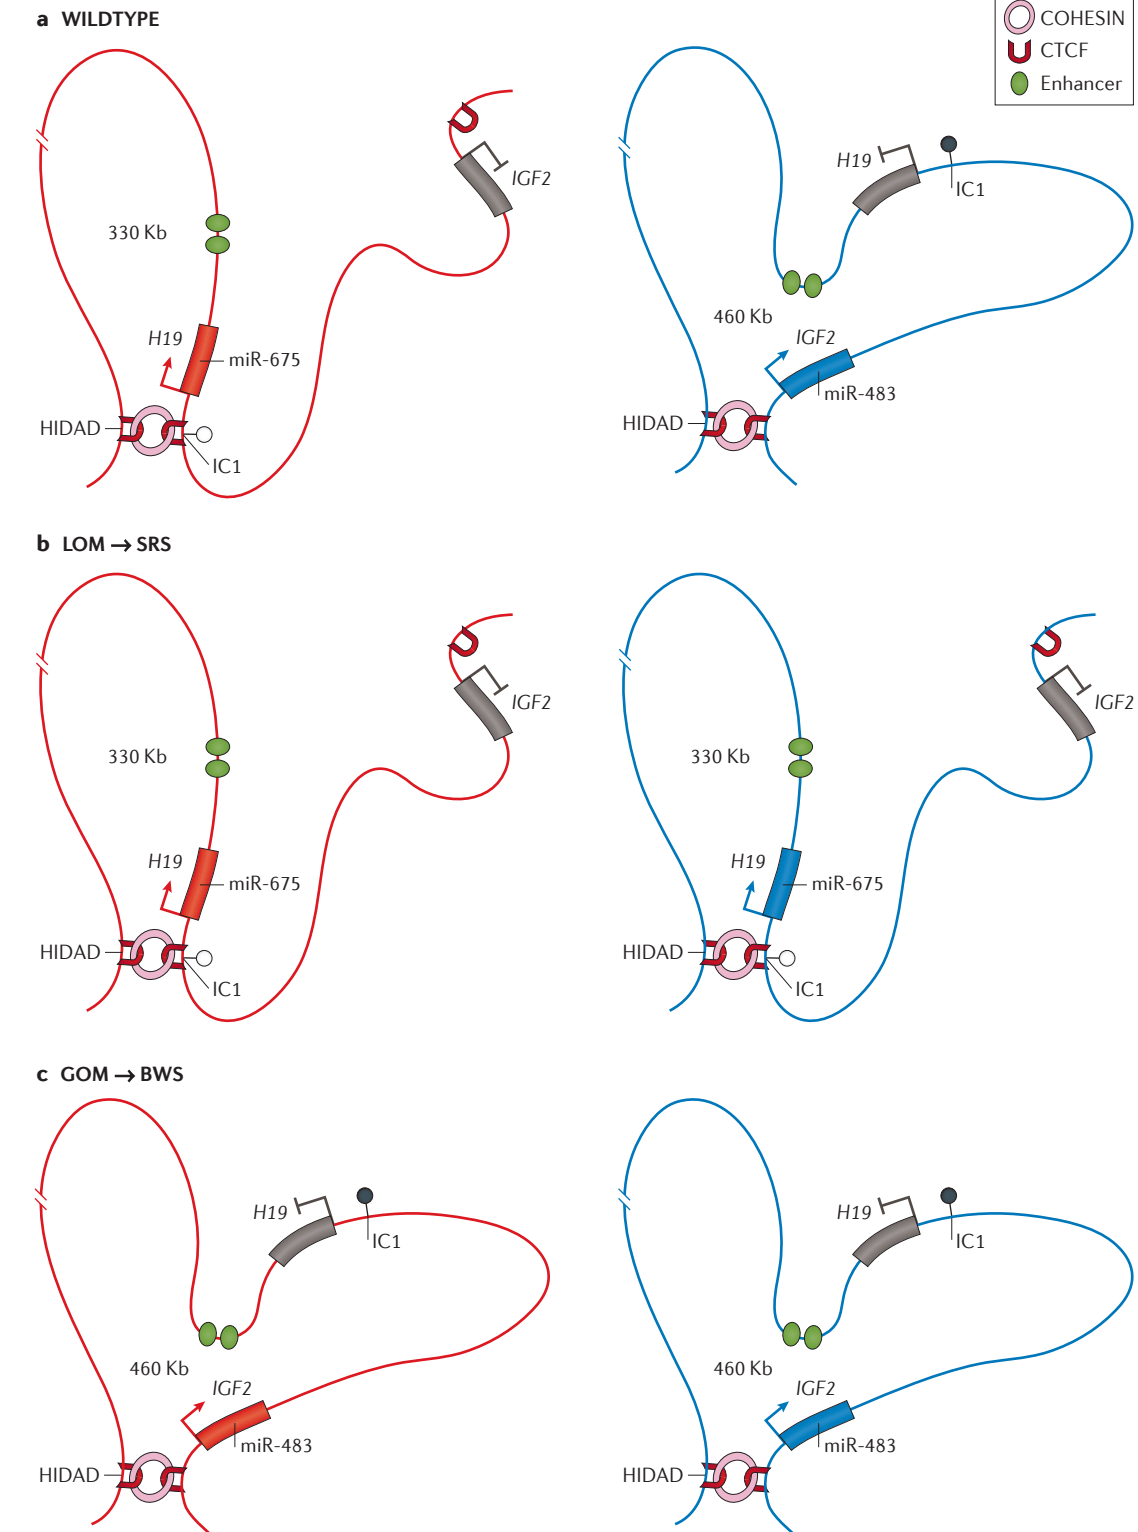 a WILDTYPE
COHESIN
CTCF
Enhancer
IGF2
330 Kb
H19
miR-675
HIDAD
IC1
H19
IC1
460 Kb
IGF2
miR-483
HIDAD
b LOM → SRS
IGF2
330 Kb
H19
miR-675
HIDAD
IC1
IGF2
330 Kb
H19
miR-675
HIDAD
IC1
c GOM → BWS
H19
IC1
460 Kb
IGF2
miR-483
HIDAD
H19
IC1
460 Kb
IGF2
miR-483
HIDAD